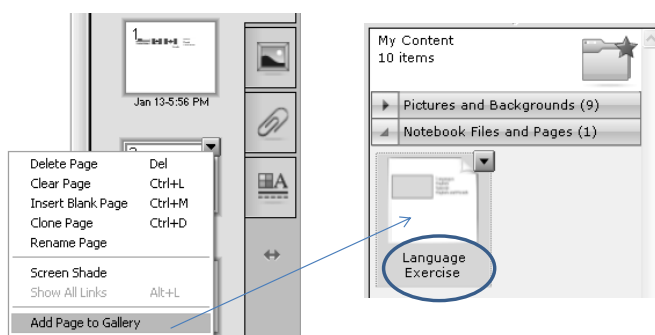 1
Jan 13-5:56 PM
Delete Page Del
Clear Page Ctrl+L
Insert Blank Page Ctrl+M
Clone Page Ctrl+D
Rename Page
Screen Shade
Show All Links Alt+L
Add Page to Gallery
A
My Content
10 items
Pictures and Backgrounds (9)
Notebook Files and Pages (1)
Language
Exercise